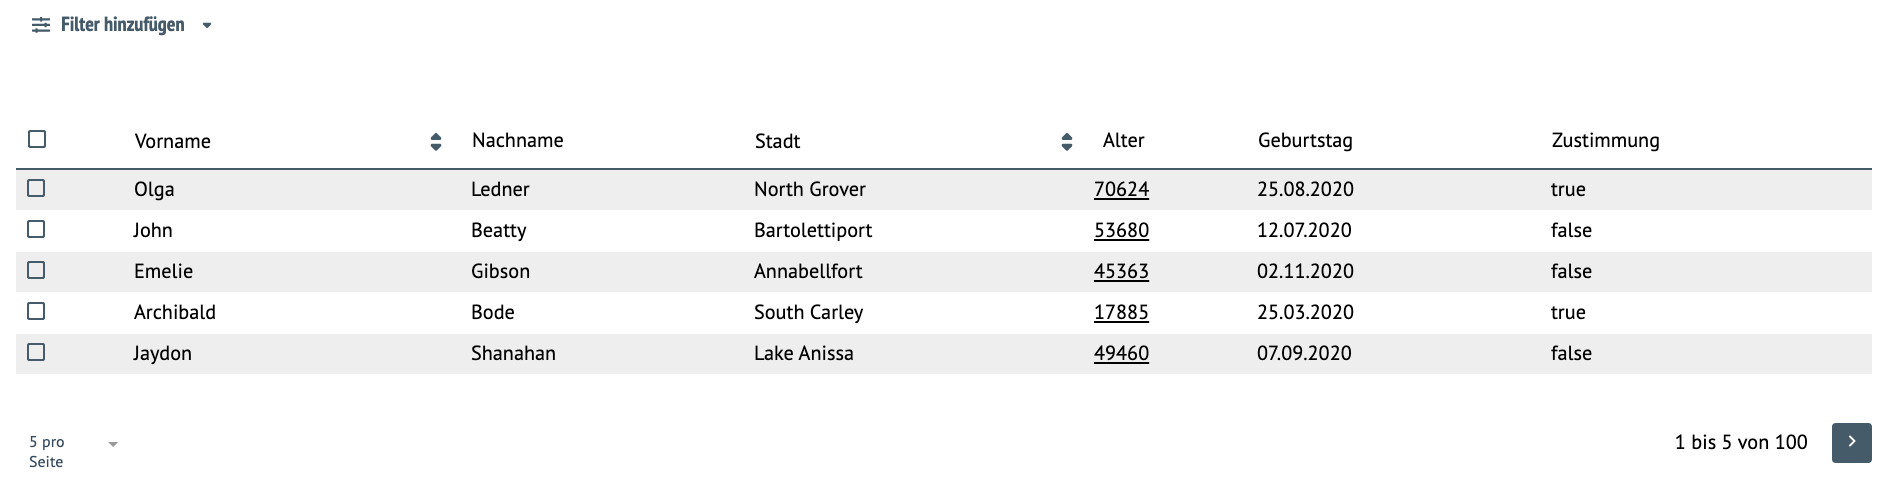 Filter hinzufügen
Vorname Nachname Stadt Alter Geburtstag Zustimmung
Olga Ledner North Grover 70624 25.08.2020 true
John Beatty Bartolettiport 53680 12.07.2020 false
Emelie Gibson Annabellfort 45363 02.11.2020 false
Archibald Bode South Carley 17885 25.03.2020 true
Jaydon Shanahan Lake Anissa 49460 07.09.2020 false
5 pro
Seite
1 bis 5 von 100